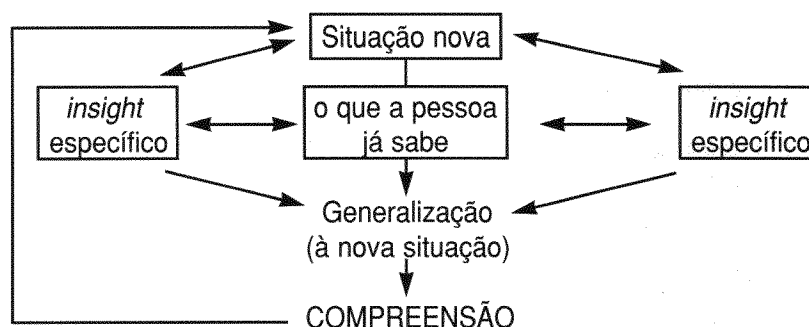 Situação nova
insight
específico
o que a pessoa
já sabe
insight
específico
Generalização
(à nova situação)
COMPREENSÃO